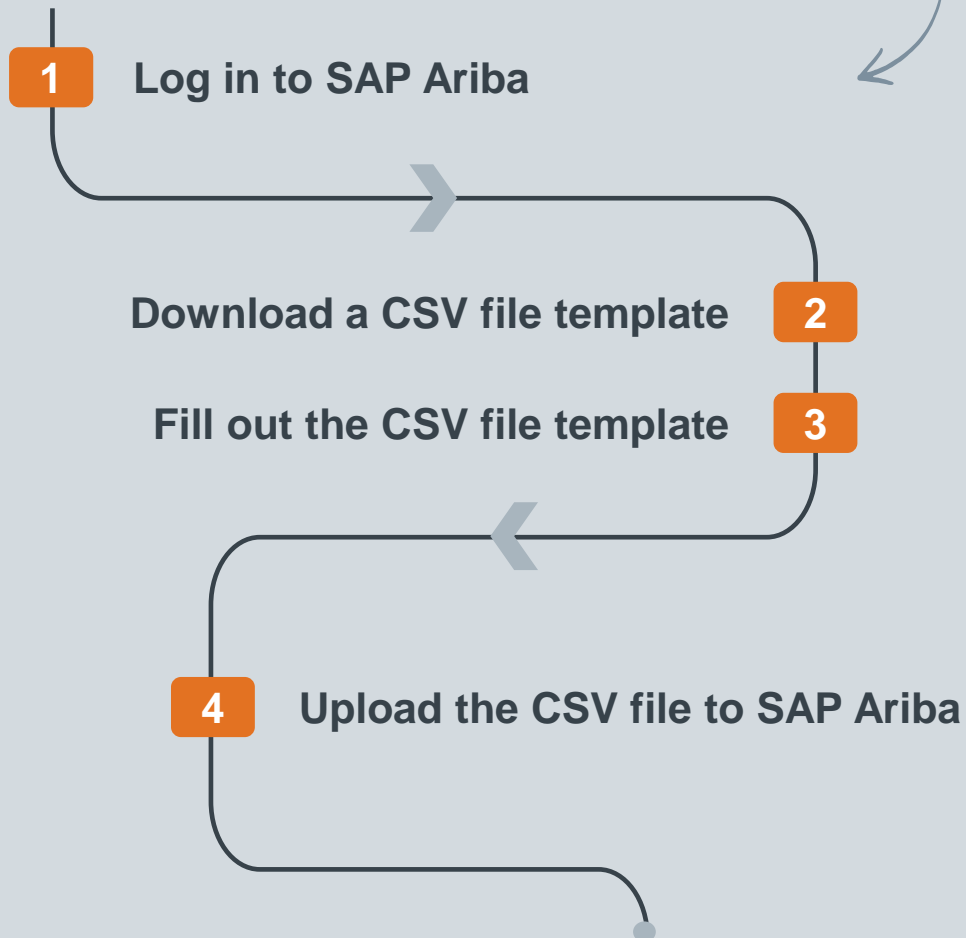 1 Log in to SAP Ariba
Download a CSV file template 2
Fill out the CSV file template 3
4 Upload the CSV file to SAP Ariba